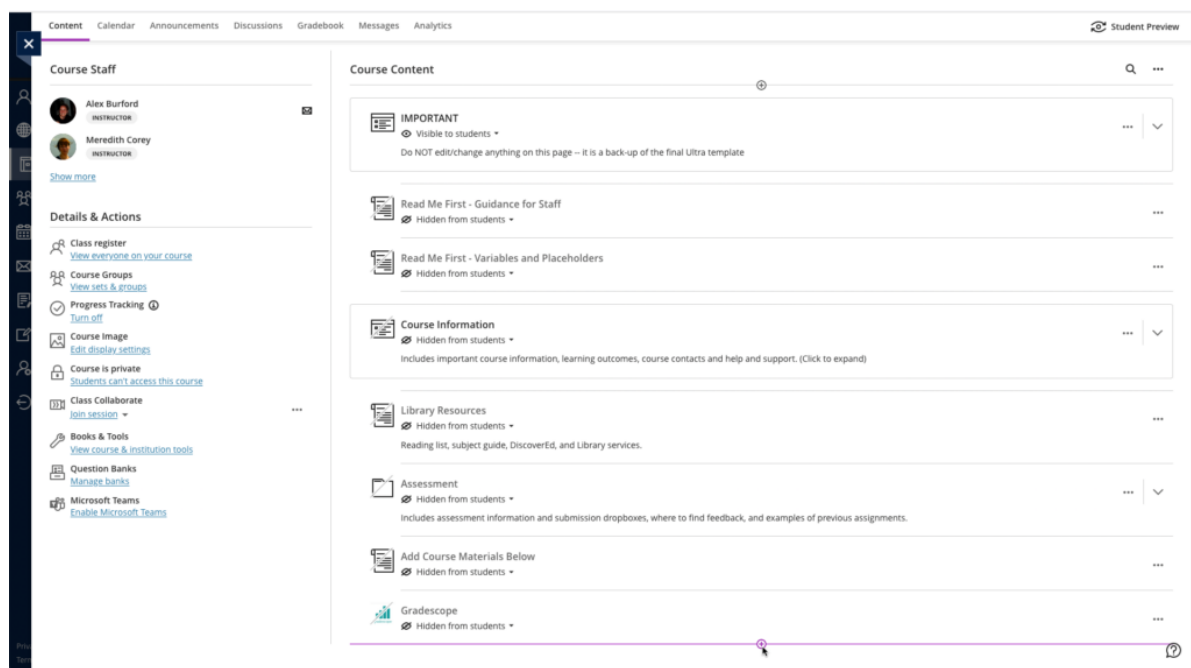 Content Calendar Announcements Discussions Gradebook Messages Analytics
Student Preview
Course Staff
Alex Burford
INSTRUCTOR
Meredith Corey
INSTRUCTOR
Show more
Details & Actions
Class register
View everyone on your course
Course Groups
View sets & groups
Progress Tracking
Turn off
Course Image
Edit display settings
Course is private
Students can't access this course
Class Collaborate
Join session
Books & Tools
View course & institution tools
Question Banks
Manage banks
Microsoft Teams
Enable Microsoft Teams
Course Content
IMPORTANT
Visible to students
Do NOT edit/change anything on this page -- it is a back-up of the final Ultra template
Read Me First - Guidance for Staff
Hidden from students
Read Me First - Variables and Placeholders
Hidden from students
Course Information
Hidden from students
Includes important course information, learning outcomes, course contacts and help and support. (Click to expand)
Library Resources
Hidden from students
Reading list, subject guide, DiscoverEd, and Library services.
Assessment
Hidden from students
Includes assessment information and submission dropboxes, where to find feedback, and examples of previous assignments.
Add Course Materials Below
Hidden from students
Gradescope
Hidden from students